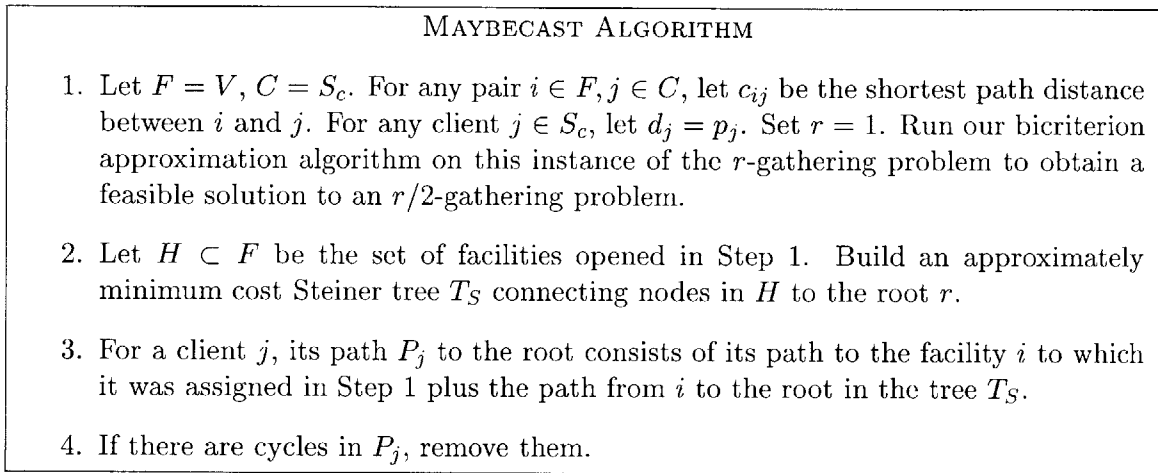 MAYBECAST ALGORITHM
1. Let F = V, C = S_c. For any pair i ∈ F, j ∈ C, let c_{ij} be the shortest path distance
between i and j. For any client j ∈ S_c, let d_j = p_j. Set r = 1. Run our bicriterion
approximation algorithm on this instance of the r-gathering problem to obtain a
feasible solution to an r/2-gathering problem.
2. Let H ⊂ F be the set of facilities opened in Step 1. Build an approximately
minimum cost Steiner tree T_S connecting nodes in H to the root r.
3. For a client j, its path P_j to the root consists of its path to the facility i to which
it was assigned in Step 1 plus the path from i to the root in the tree T_S.
4. If there are cycles in P_j, remove them.